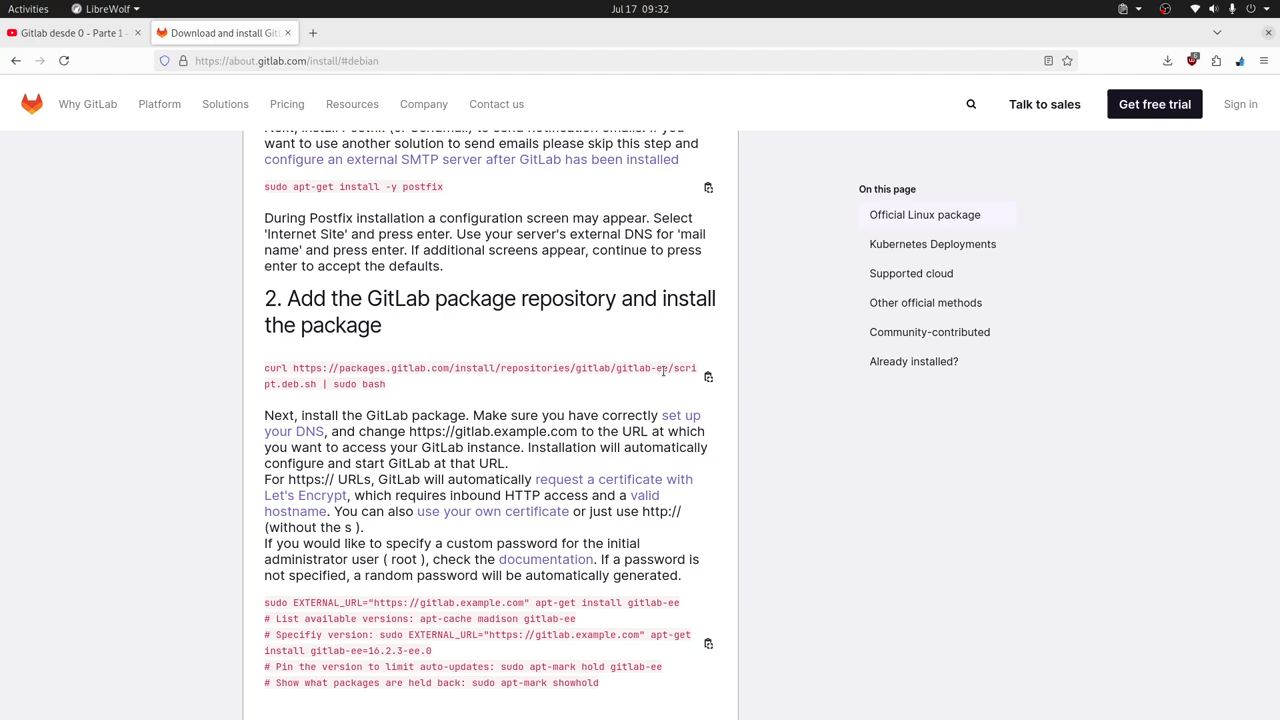 Activities
LibreWolf
Jul 17 09:32
Gitlab desde 0 - Parte 1 -
Download and install Git
https://about.gitlab.com/install/#debian
6
Why GitLab
Platform
Solutions
Pricing
Resources
Company
Contact us
Talk to sales
Get free trial
Sign in
Next, install Postfix (or Sendmail) to send notification emails. If you
want to use another solution to send emails please skip this step and
configure an external SMTP server after GitLab has been installed
sudo apt-get install -y postfix
During Postfix installation a configuration screen may appear. Select
'Internet Site' and press enter. Use your server's external DNS for 'mail
name' and press enter. If additional screens appear, continue to press
enter to accept the defaults.
2. Add the GitLab package repository and install
the package
curl https://packages.gitlab.com/install/repositories/gitlab/gitlab-ee/scri
pt.deb.sh | sudo bash
Next, install the GitLab package. Make sure you have correctly set up
your DNS, and change https://gitlab.example.com to the URL at which
you want to access your GitLab instance. Installation will automatically
configure and start GitLab at that URL.
For https:// URLs, GitLab will automatically request a certificate with
Let's Encrypt, which requires inbound HTTP access and a valid
hostname. You can also use your own certificate or just use http://
(without the s ).
If you would like to specify a custom password for the initial
administrator user ( root ), check the documentation. If a password is
not specified, a random password will be automatically generated.
sudo EXTERNAL_URL="https://gitlab.example.com" apt-get install gitlab-ee
# List available versions: apt-cache madison gitlab-ee
# Specifiy version: sudo EXTERNAL_URL="https://gitlab.example.com" apt-get
install gitlab-ee=16.2.3-ee.0
# Pin the version to limit auto-updates: sudo apt-mark hold gitlab-ee
# Show what packages are held back: sudo apt-mark showhold
On this page
Official Linux package
Kubernetes Deployments
Supported cloud
Other official methods
Community-contributed
Already installed?